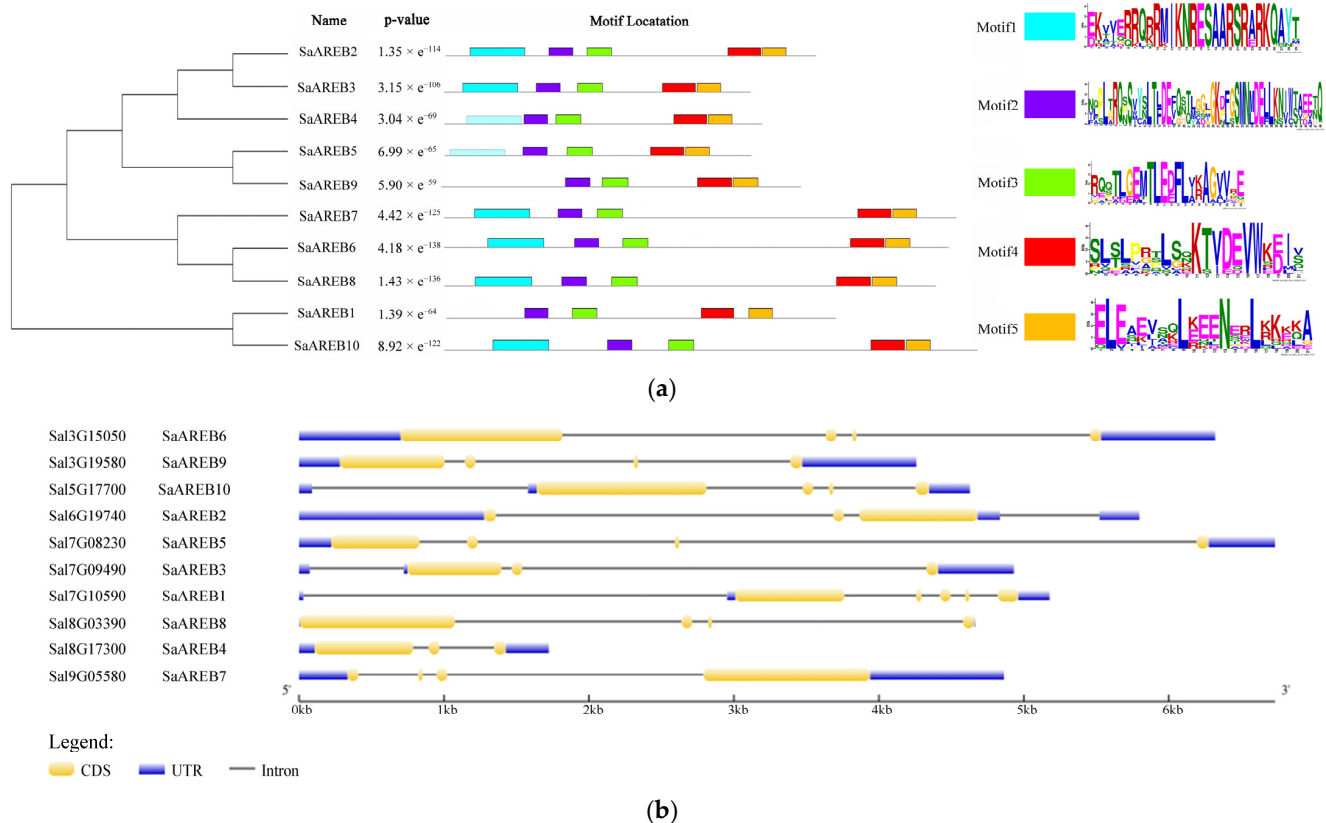 Name p-value Motif Locatation
SaAREB2 1.35 × e⁻¹¹⁴
SaAREB3 3.15 × e⁻¹⁰⁶
SaAREB4 3.04 × e⁻⁶⁹
SaAREB5 6.99 × e⁻⁶⁵
SaAREB9 5.90 × e⁻⁵⁹
SaAREB7 4.42 × e⁻¹²⁵
SaAREB6 4.18 × e⁻¹³⁸
SaAREB8 1.43 × e⁻¹³⁶
SaAREB1 1.39 × e⁻⁶⁴
SaAREB10 8.92 × e⁻¹²²
Motif1
Motif2
Motif3
Motif4
Motif5
(a)
Sal3G15050 SaAREB6
Sal3G19580 SaAREB9
Sal5G17700 SaAREB10
Sal6G19740 SaAREB2
Sal7G08230 SaAREB5
Sal7G09490 SaAREB3
Sal7G10590 SaAREB1
Sal8G03390 SaAREB8
Sal8G17300 SaAREB4
Sal9G05580 SaAREB7
5' 3'
0kb 1kb 2kb 3kb 4kb 5kb 6kb
Legend:
CDS UTR Intron
(b)